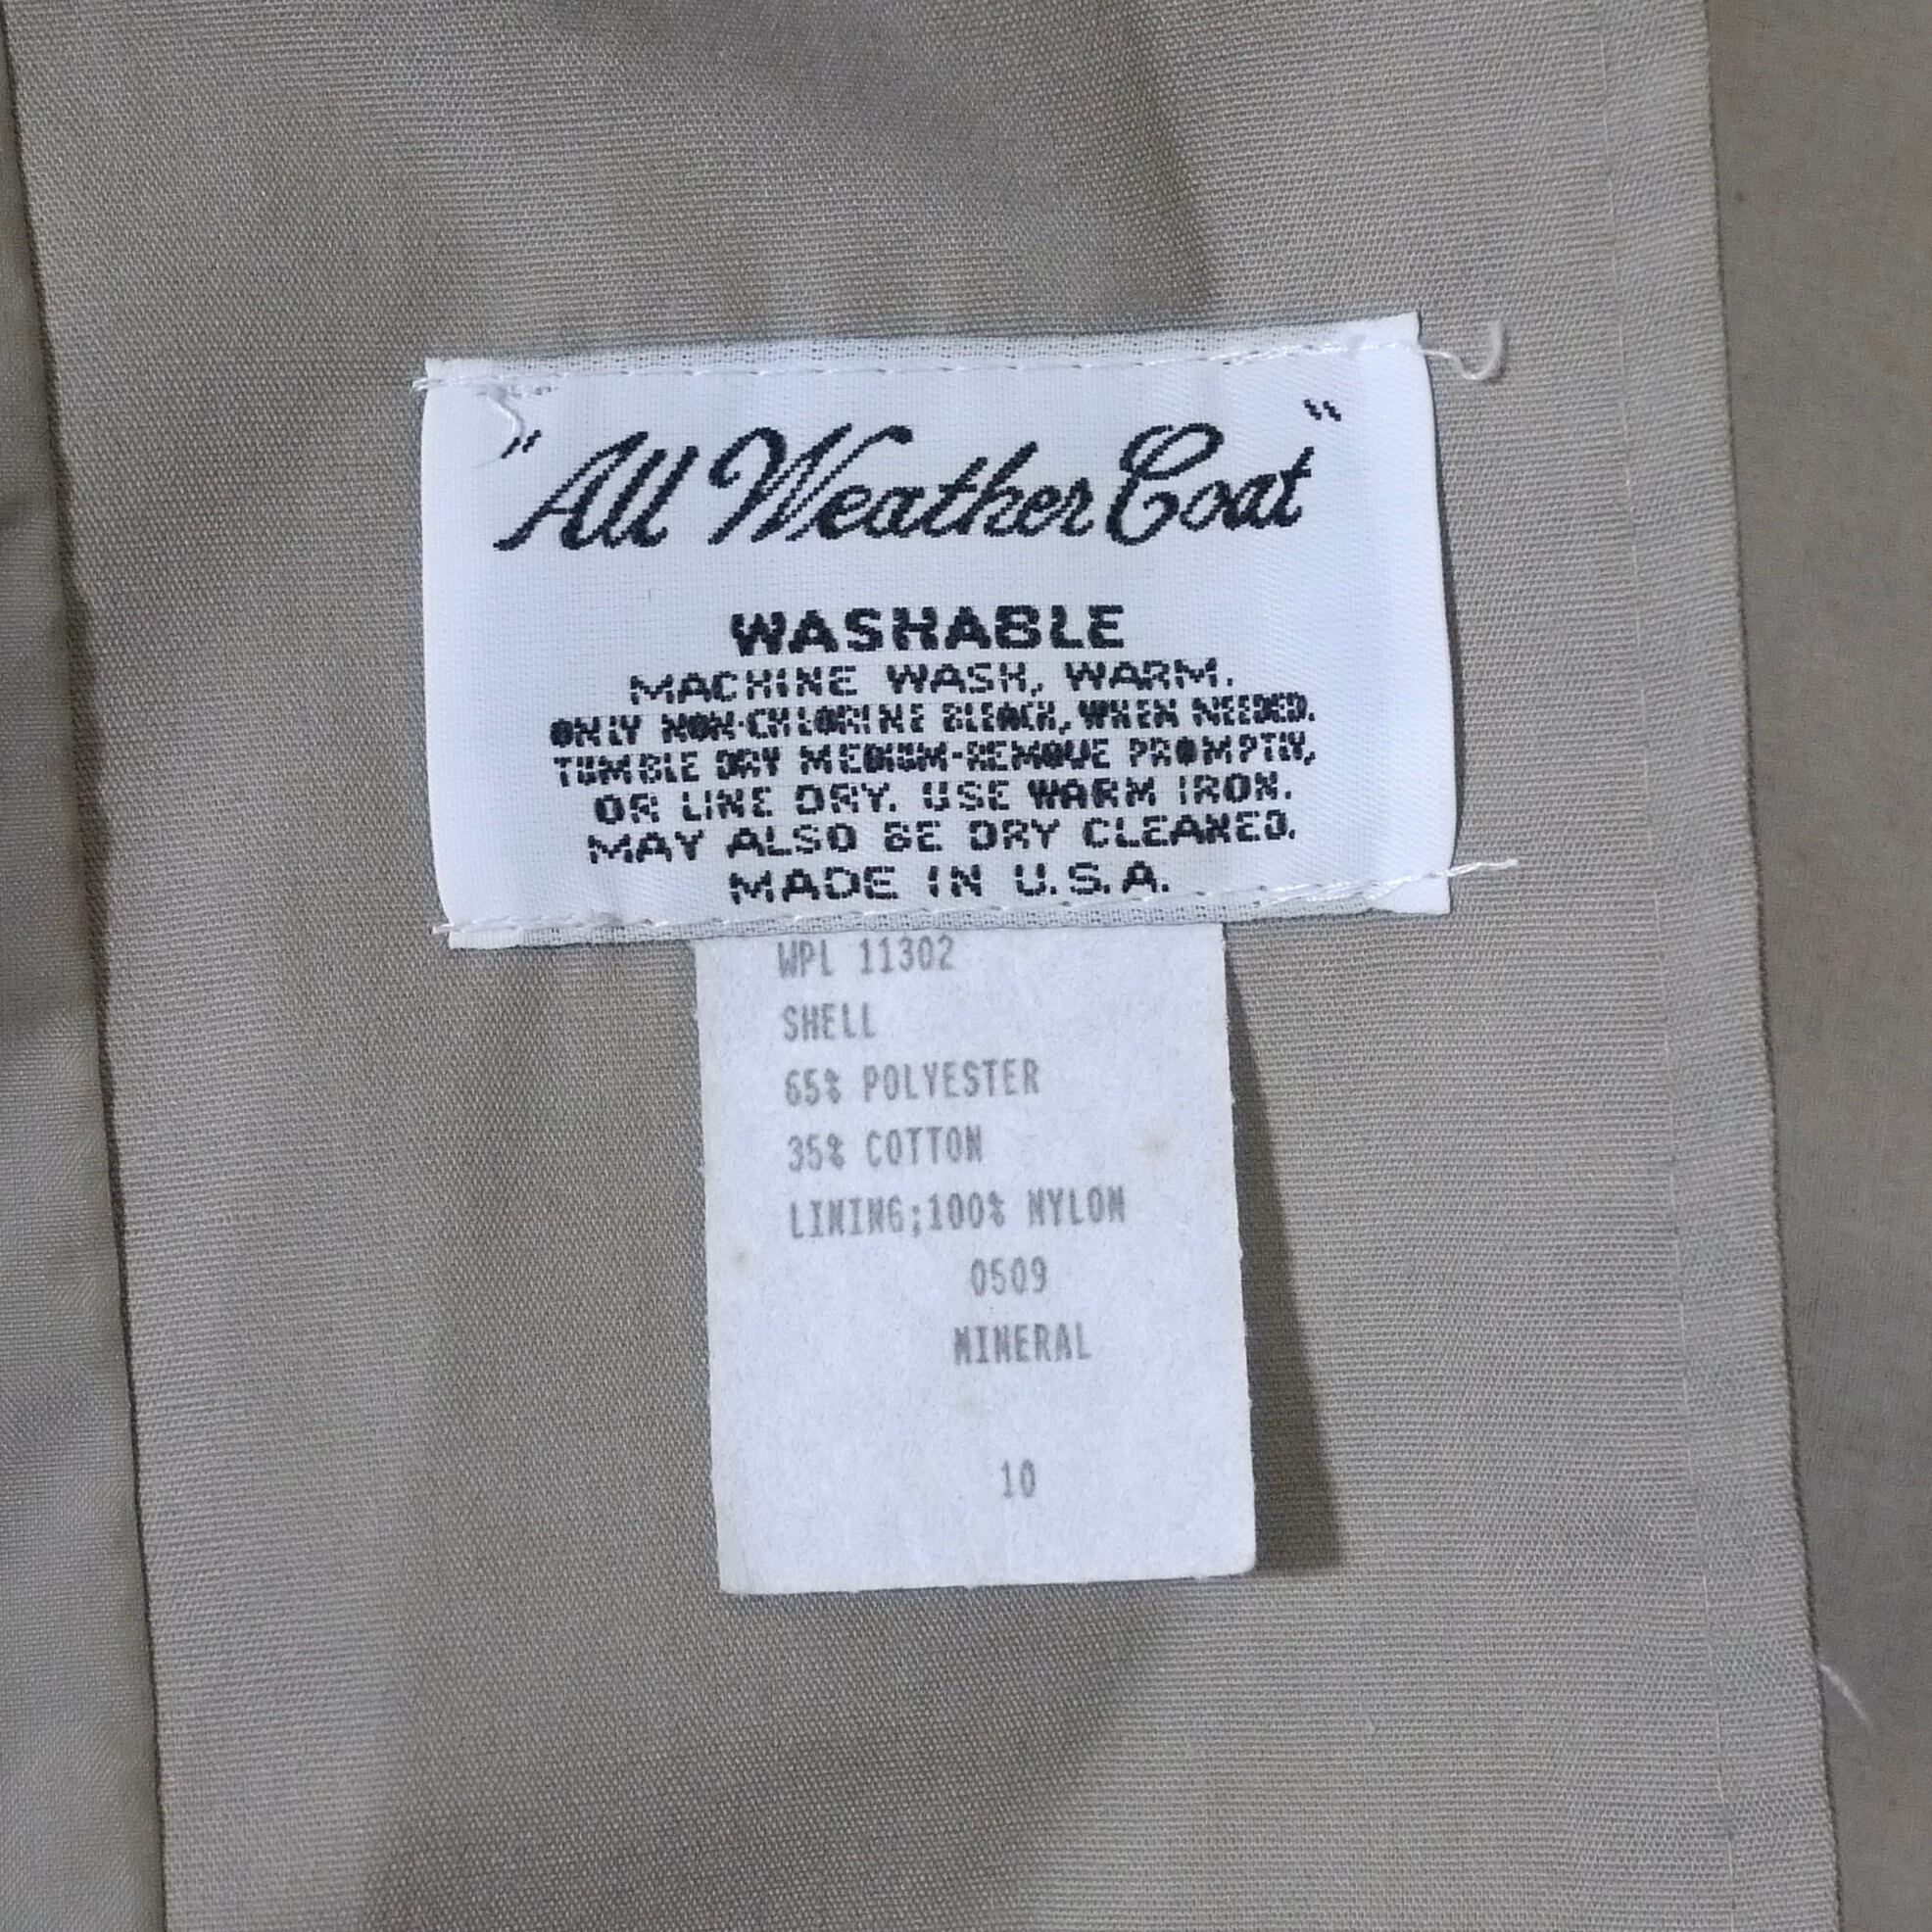 "All Weather Coat"
WASHABLE
MACHINE WASH, WARM.
ONLY NON-CHLORINE BLEACH, WHEN NEEDED.
TUMBLE DRY MEDIUM-REMOVE PROMPTLY,
OR LINE DRY. USE WARM IRON.
MAY ALSO BE DRY CLEANED.
MADE IN U.S.A.
WPL 11302
SHELL
65% POLYESTER
35% COTTON
LINING;100% NYLON
0509
MINERAL
10